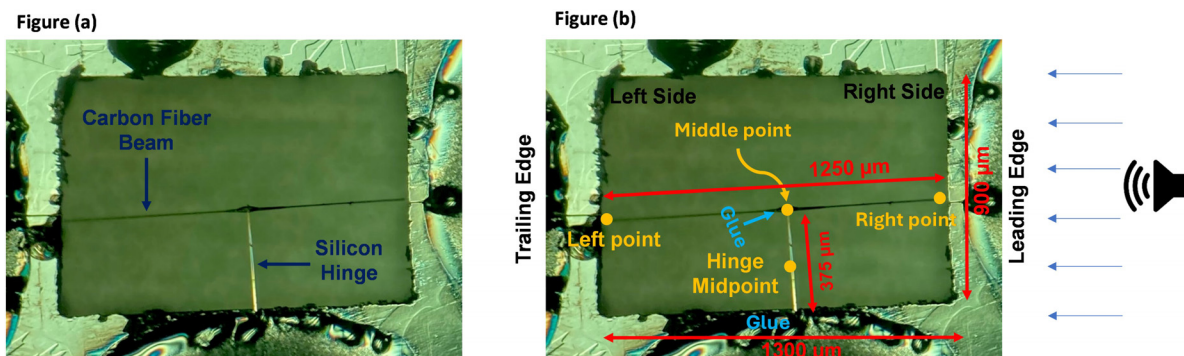 Figure (a)
Carbon Fiber
Beam
Silicon
Hinge
Figure (b)
Trailing Edge
Left Side
Right Side
Middle point
1250 µm
Glue
Left point
Right point
Hinge
Midpoint
375 µm
900 µm
Glue
1300 µm
Leading Edge